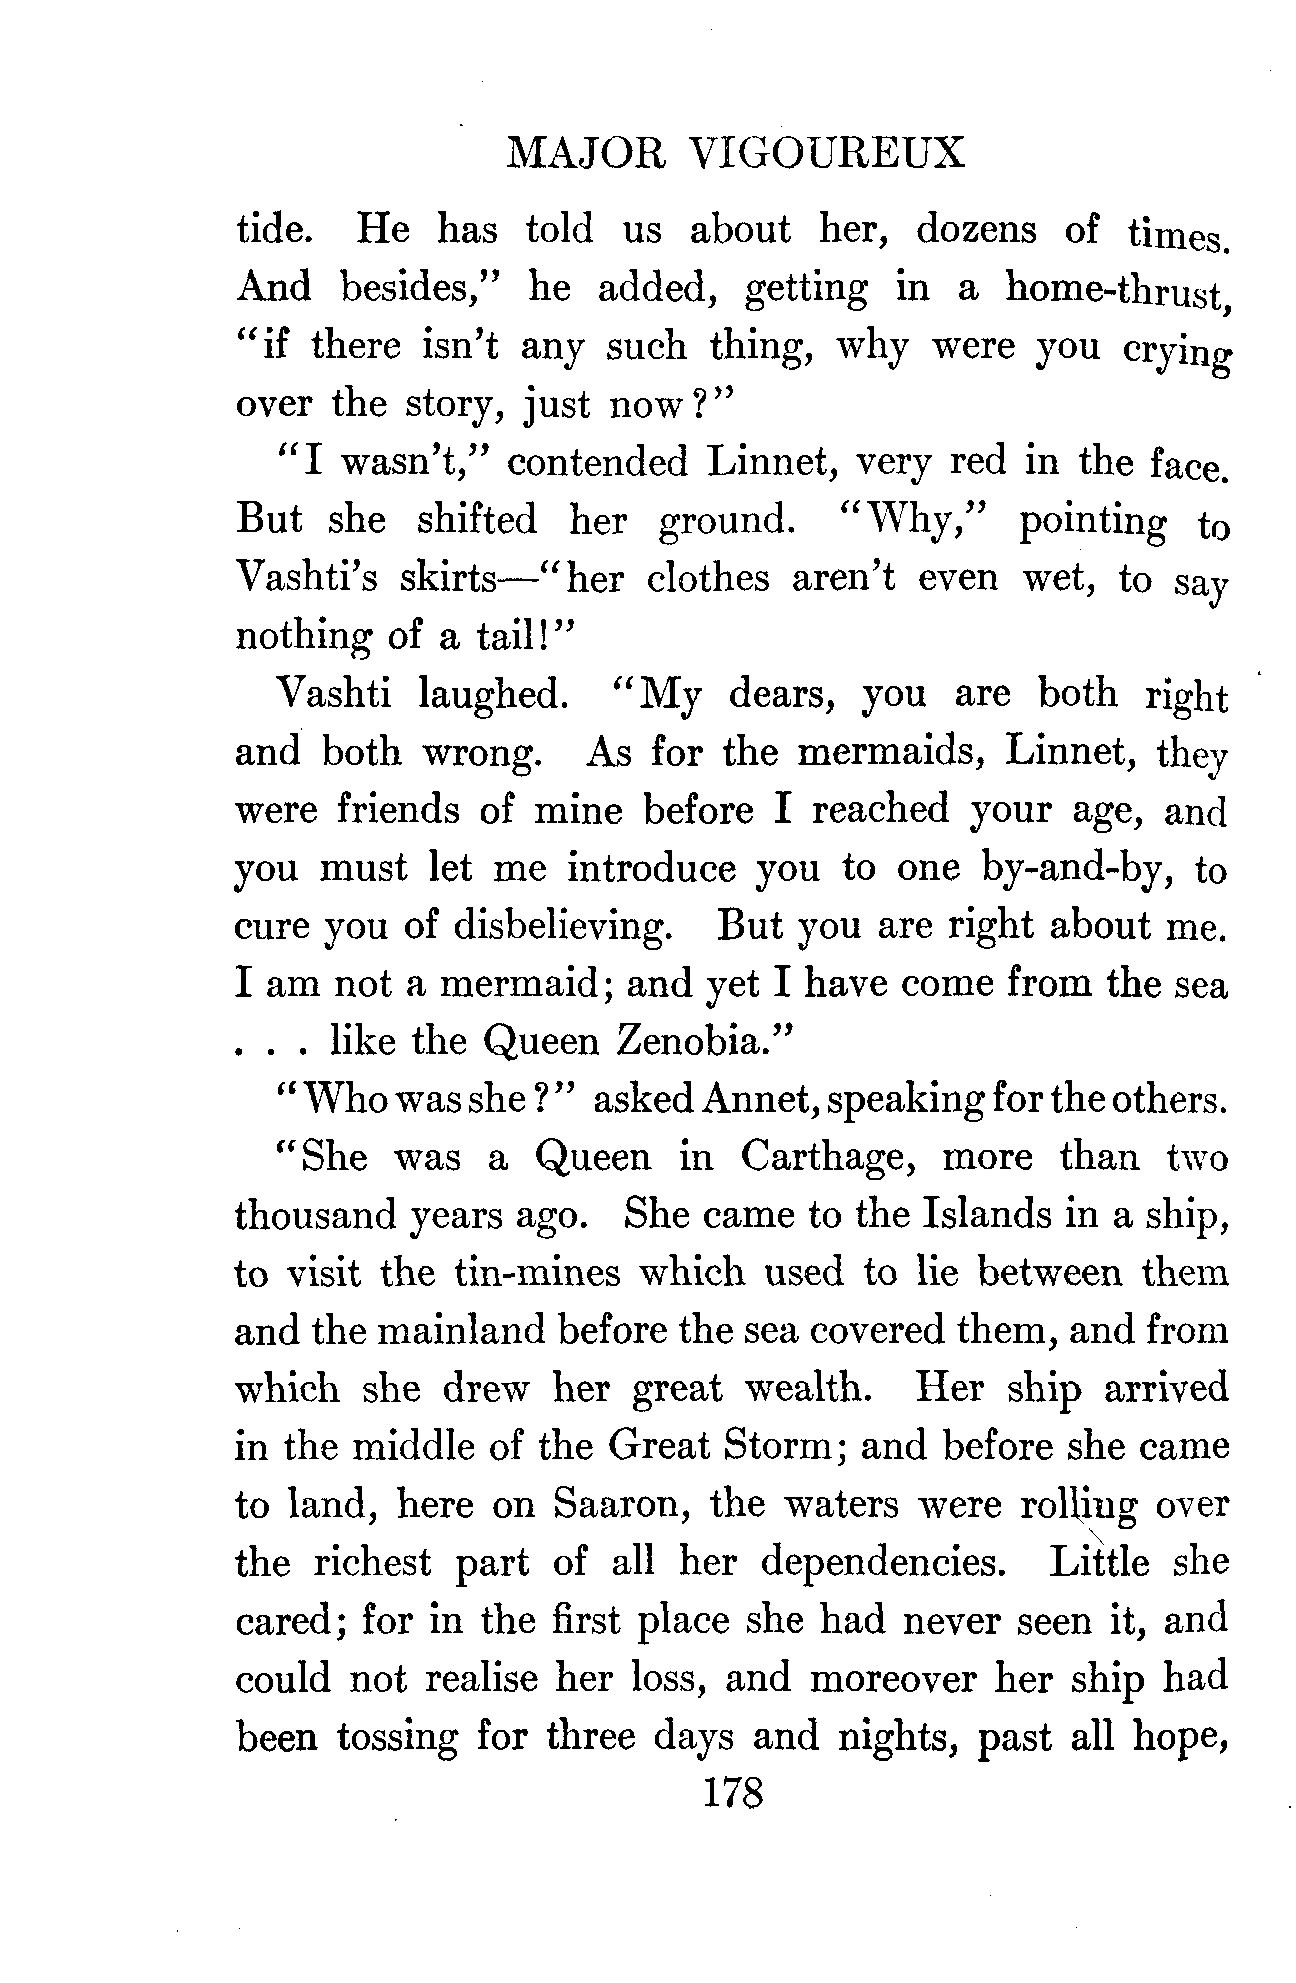 MAJOR VIGOUREUX
tide. He has told us about her, dozens of times.
And besides,” he added, getting in a home-thrust,
“if there isn't any such thing, why were you crying
over the story, just now?”
“I wasn't,” contended Linnet, very red in the face.
But she shifted her ground. “Why,” pointing to
Vashti's skirts—“her clothes aren't even wet, to say
nothing of a tail!”
Vashti laughed. “My dears, you are both right
and both wrong. As for the mermaids, Linnet, they
were friends of mine before I reached your age, and
you must let me introduce you to one by-and-by, to
cure you of disbelieving. But you are right about me.
I am not a mermaid; and yet I have come from the sea
. . . like the Queen Zenobia.”
“Who was she?” asked Annet, speaking for the others.
“She was a Queen in Carthage, more than two
thousand years ago. She came to the Islands in a ship,
to visit the tin-mines which used to lie between them
and the mainland before the sea covered them, and from
which she drew her great wealth. Her ship arrived
in the middle of the Great Storm; and before she came
to land, here on Saaron, the waters were rolling over
the richest part of all her dependencies. Little she
cared; for in the first place she had never seen it, and
could not realise her loss, and moreover her ship had
been tossing for three days and nights, past all hope,
178